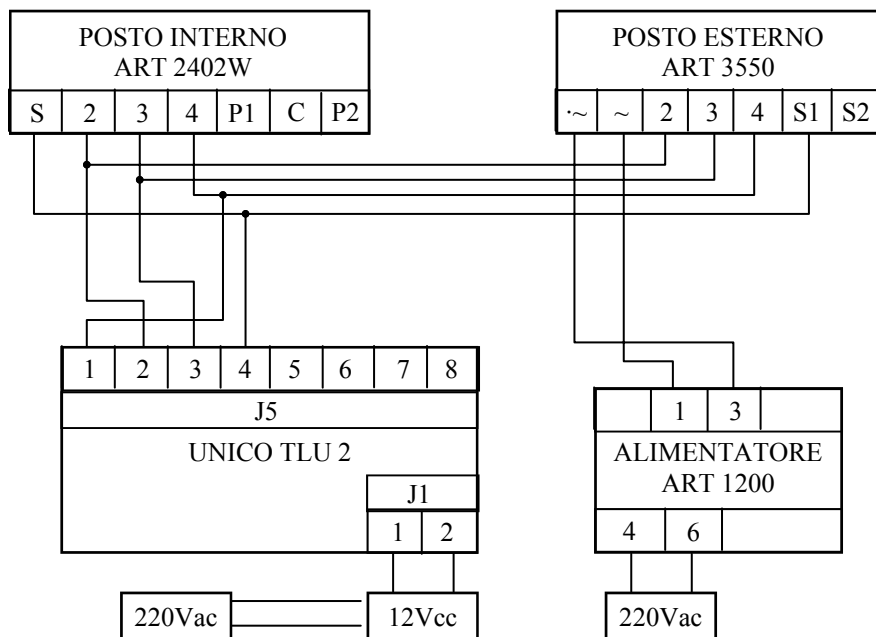 POSTO INTERNO
ART 2402W
S 2 3 4 P1 C P2
POSTO ESTERNO
ART 3550
·~ ~ 2 3 4 S1 S2
1 2 3 4 5 6 7 8
J5
UNICO TLU 2
J1
1 2
220Vac
12Vcc
1 3
ALIMENTATORE
ART 1200
4 6
220Vac